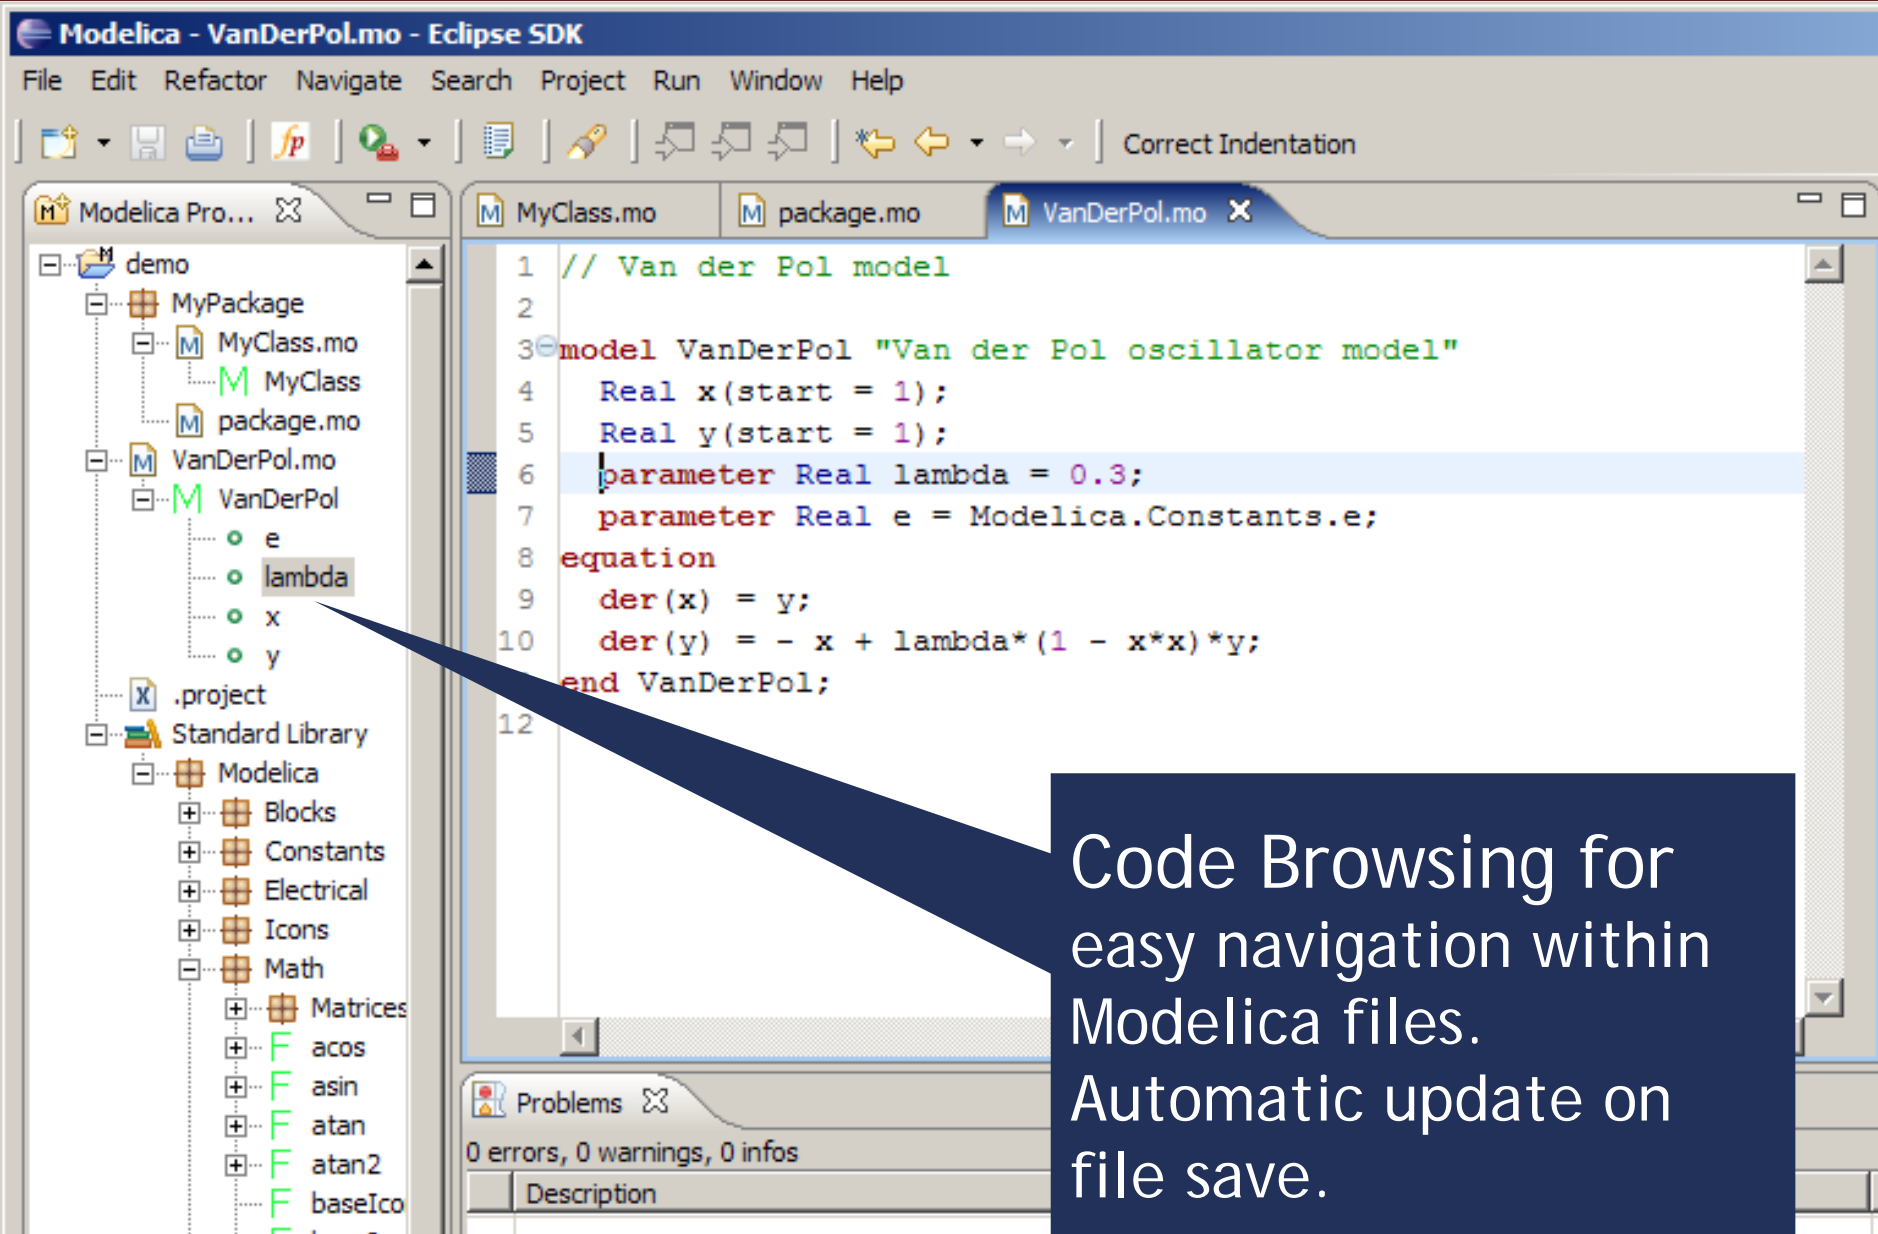 Modelica - VanDerPol.mo - Eclipse SDK
File Edit Refactor Navigate Search Project Run Window Help
fp Correct Indentation
Modelica Pro...
MyClass.mo package.mo VanDerPol.mo
demo
MyPackage
MyClass.mo
MyClass
package.mo
VanDerPol.mo
VanDerPol
e
lambda
x
y
.project
Standard Library
Modelica
Blocks
Constants
Electrical
Icons
Math
Matrices
acos
asin
atan
atan2
baseIco
1 // Van der Pol model
2
3 model VanDerPol "Van der Pol oscillator model"
4 Real x(start = 1);
5 Real y(start = 1);
6 parameter Real lambda = 0.3;
7 parameter Real e = Modelica.Constants.e;
8 equation
9 der(x) = y;
10 der(y) = - x + lambda*(1 - x*x)*y;
end VanDerPol;
12
Code Browsing for
easy navigation within
Modelica files.
Automatic update on
file save.
Problems
0 errors, 0 warnings, 0 infos
Description